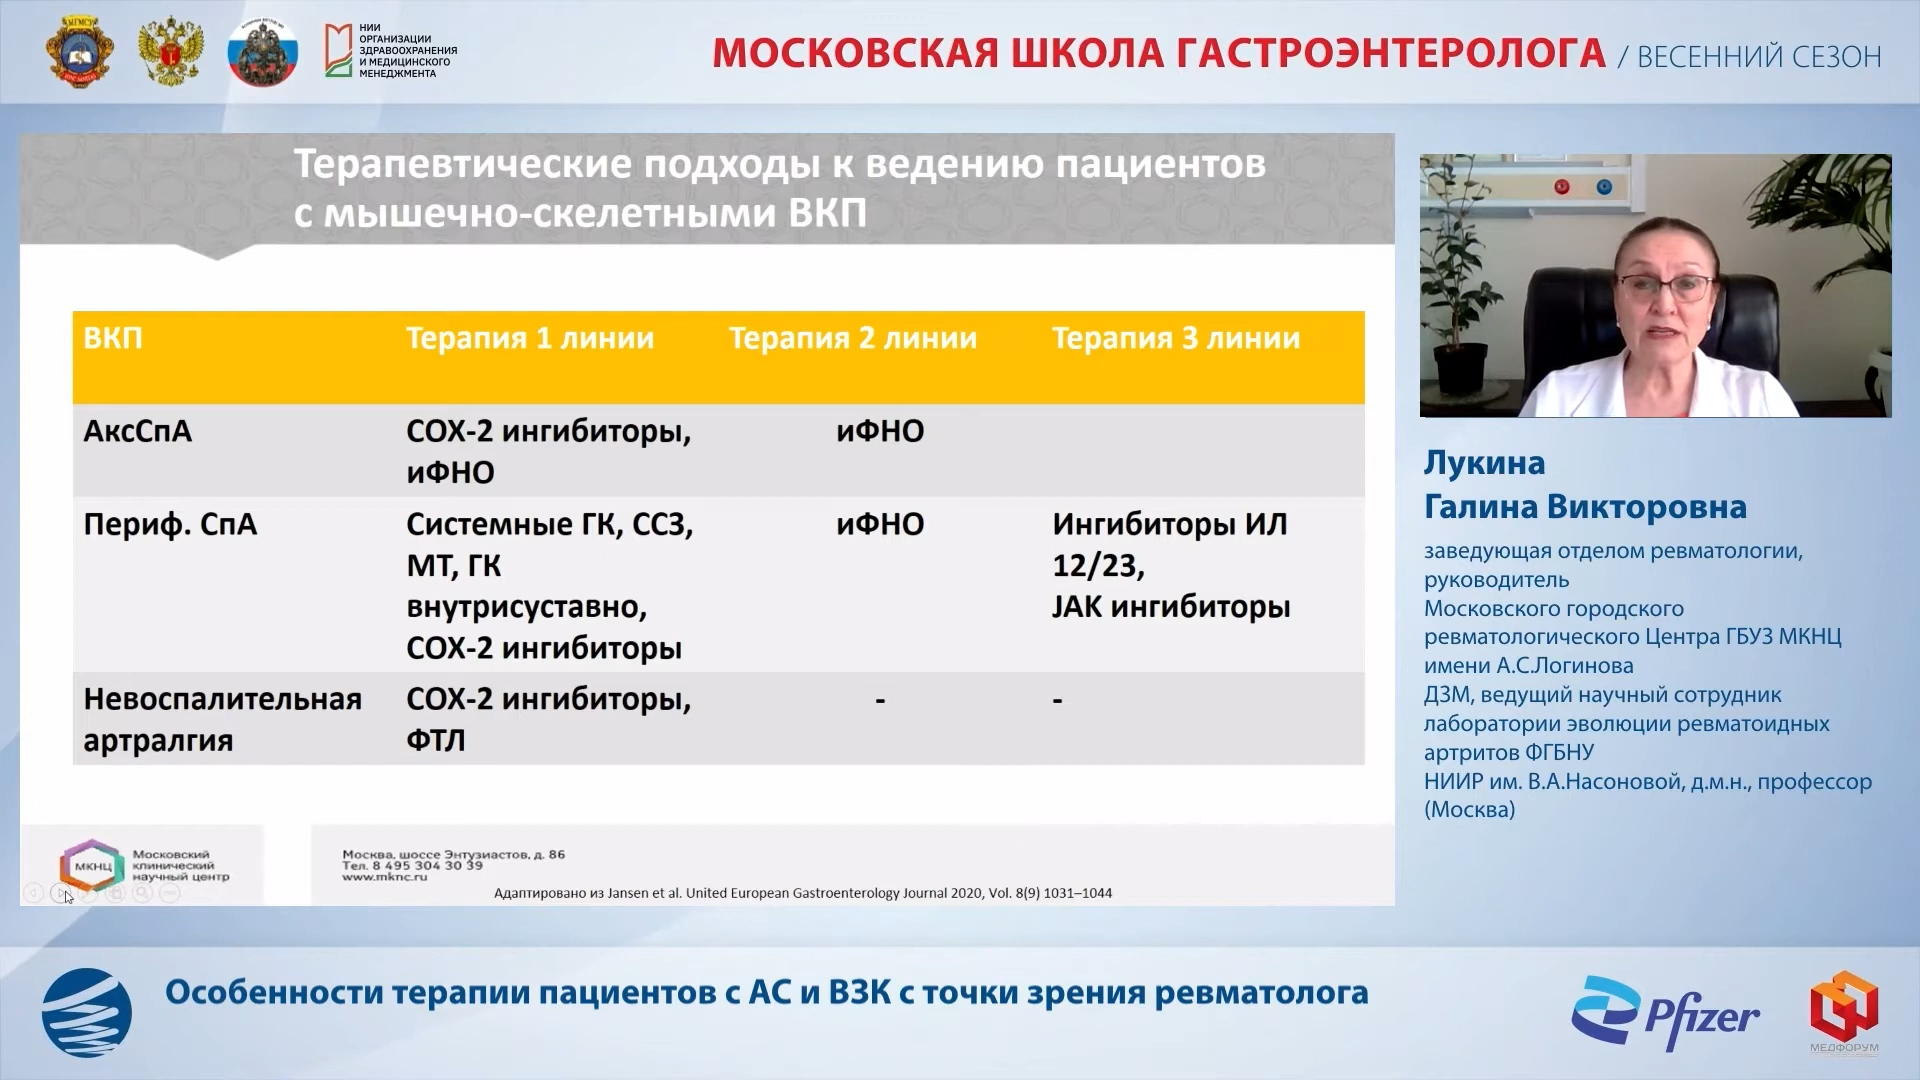 НИИ
ОРГАНИЗАЦИИ
ЗДРАВООХРАНЕНИЯ
И МЕДИЦИНСКОГО
МЕНЕДЖМЕНТА
МОСКОВСКАЯ ШКОЛА ГАСТРОЭНТЕРОЛОГА / ВЕСЕННИЙ СЕЗОН
Терапевтические подходы к ведению пациентов
с мышечно-скелетными ВКП
ВКП Терапия 1 линии Терапия 2 линии Терапия 3 линии
АксСпА СОХ-2 ингибиторы, иФНО
иФНО
Периф. СпА Системные ГК, ССЗ, иФНО Ингибиторы ИЛ
МТ, ГК 12/23,
внутрисуставно, JAK ингибиторы
СОХ-2 ингибиторы
Невоспалительная СОХ-2 ингибиторы, - -
артралгия ФТЛ
МКНЦ
Московский
клинический
научный центр
Москва, шоссе Энтузиастов, д. 86
Тел. 8 495 304 30 39
www.mknc.ru
Адаптировано из Jansen et al. United European Gastroenterology Journal 2020, Vol. 8(9) 1031–1044
Лукина
Галина Викторовна
заведующая отделом ревматологии,
руководитель
Московского городского
ревматологического Центра ГБУЗ МКНЦ
имени А.С.Логинова
ДЗМ, ведущий научный сотрудник
лаборатории эволюции ревматоидных
артритов ФГБНУ
НИИР им. В.А.Насоновой, д.м.н., профессор
(Москва)
Особенности терапии пациентов с АС и ВЗК с точки зрения ревматолога
Pfizer
МЕДФОРУМ